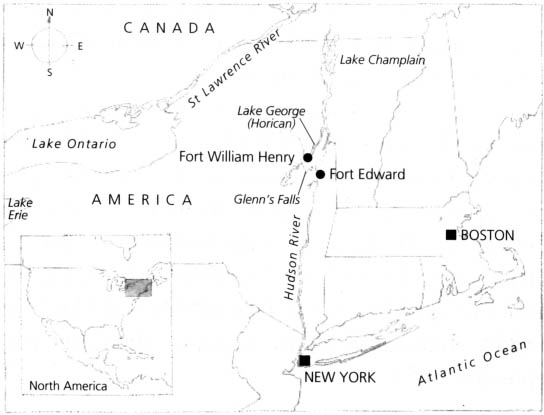 N
W
E
S
CANADA
St Lawrence River
Lake Champlain
Lake George
(Horican)
Lake Ontario
Fort William Henry
Fort Edward
Glenn's Falls
AMERICA
Lake
Erie
Hudson River
BOSTON
NEW YORK
Atlantic Ocean
North America